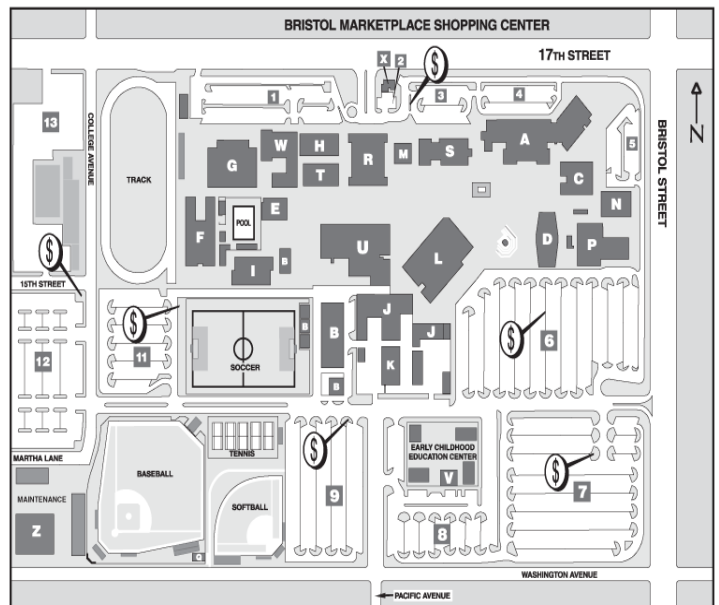 BRISTOL MARKETPLACE SHOPPING CENTER
17TH STREET
X
2
$
1
3
4
13
COLLEGE AVENUE
N
BRISTOL STREET
5
TRACK
W
H
G
T
R
M
S
A
C
N
E
POOL
F
I
B
U
L
D
P
$
15TH STREET
$
11
SOCCER
B
B
J
J
$
6
12
K
B
MARTHA LANE
TENNIS
BASEBALL
$
9
EARLY CHILDHOOD
EDUCATION CENTER
V
$
7
MAINTENANCE
Z
SOFTBALL
8
WASHINGTON AVENUE
PACIFIC AVENUE